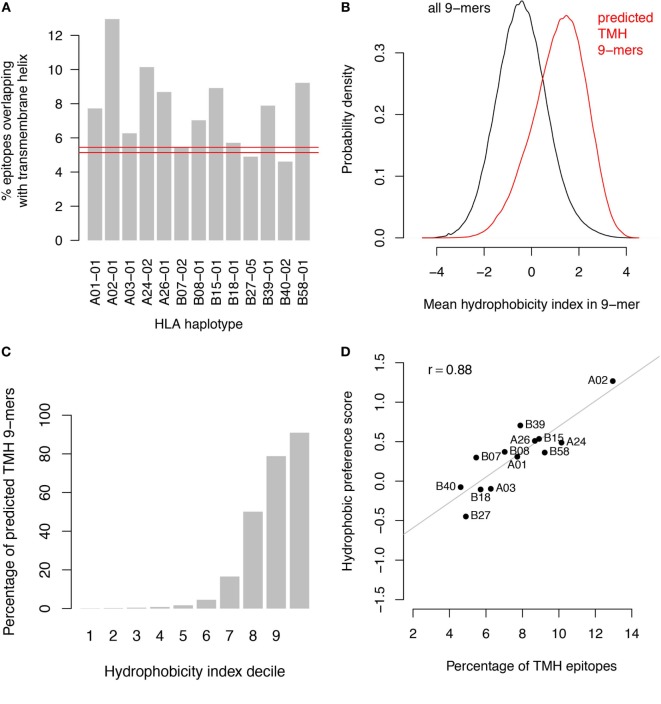 A
% epitopes overlapping
with transmembrane helix
12
10
8
6
4
2
0
A01−01
A02−01
A03−01
A24−02
A26−01
B07−02
B08−01
B15−01
B18−01
B27−05
B39−01
B40−02
B58−01
HLA haplotype
B
all 9−mers
predicted
TMH
9−mers
Probability density
0.3
0.2
0.1
0.0
−4 −2 0 2 4
Mean hydrophobicity index in 9−mer
C
Percentage of predicted TMH 9−mers
100
80
60
40
20
0
1 2 3 4 5 6 7 8 9
Hydrophobicity index decile
D
r = 0.88
Hydrophobic preference score
1.5
1.0
0.5
0.0
−0.5
−1.0
−1.5
A02
B39
A26 B15 A24
B07 B08 B58
A01
B40 A03
B18
B27
2 4 6 8 10 12 14
Percentage of TMH epitopes